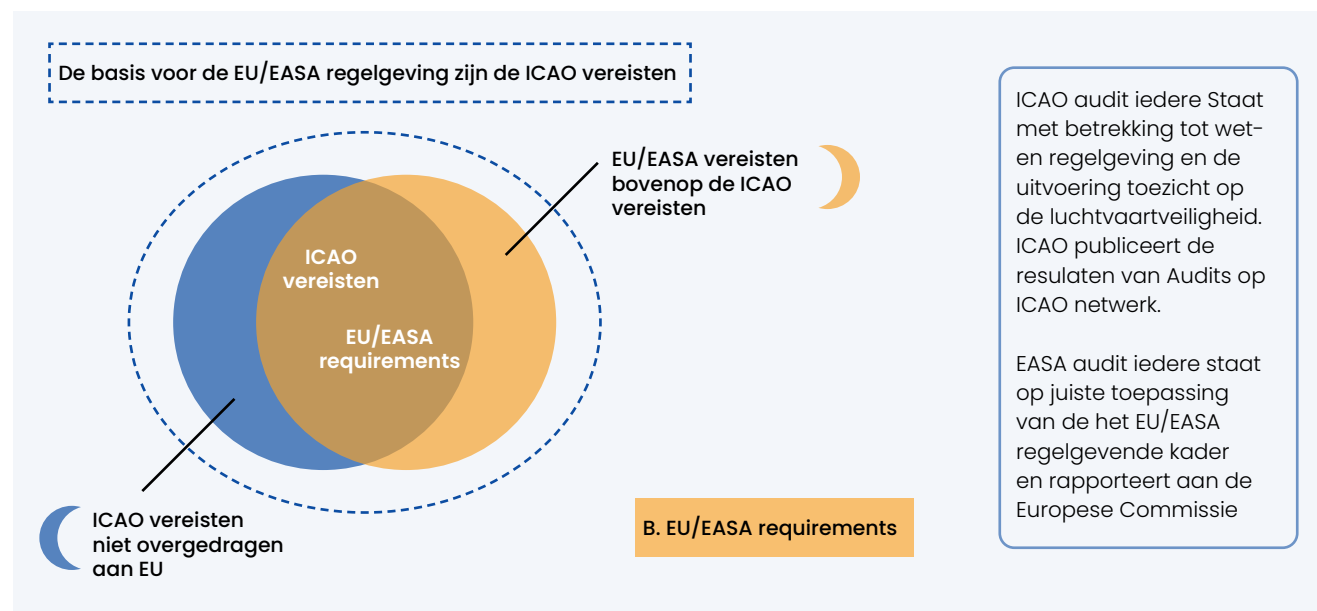 De basis voor de EU/EASA regelgeving zijn de ICAO vereisten
EU/EASA vereisten
bovenop de ICAO
vereisten
ICAO
vereisten
EU/EASA
requirements
ICAO vereisten
niet overgedragen
aan EU
B. EU/EASA requirements
ICAO audit iedere Staat
met betrekking tot wet-
en regelgeving en de
uitvoering toezicht op
de luchtvaartveiligheid.
ICAO publiceert de
resulaten van Audits op
ICAO netwerk.
EASA audit iedere staat
op juiste toepassing
van de het EU/EASA
regelgevende kader
en rapporteert aan de
Europese Commissie